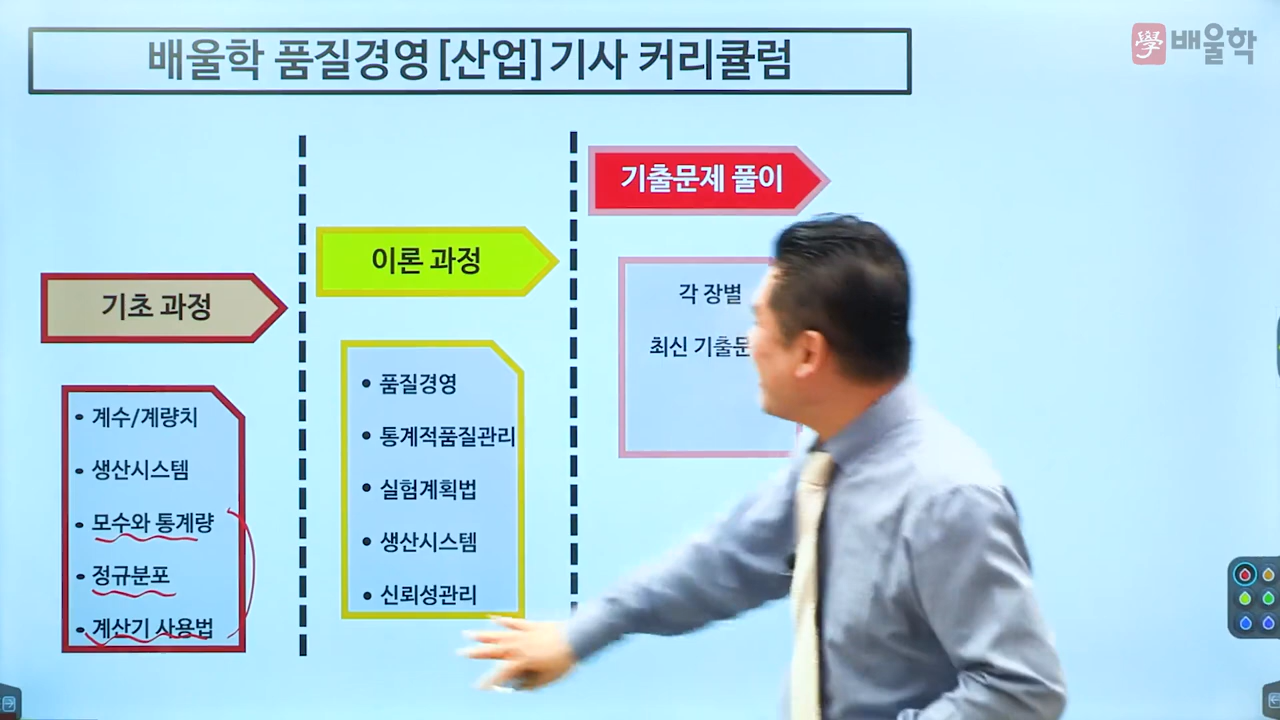 배울학 품질경영[산업]기사 커리큘럼
學 배울학
기초 과정
• 계수/계량치
• 생산시스템
• 모수와 통계량
• 정규분포
• 계산기 사용법
이론 과정
• 품질경영
• 통계적품질관리
• 실험계획법
• 생산시스템
• 신뢰성관리
기출문제 풀이
각 장별
최신 기출문